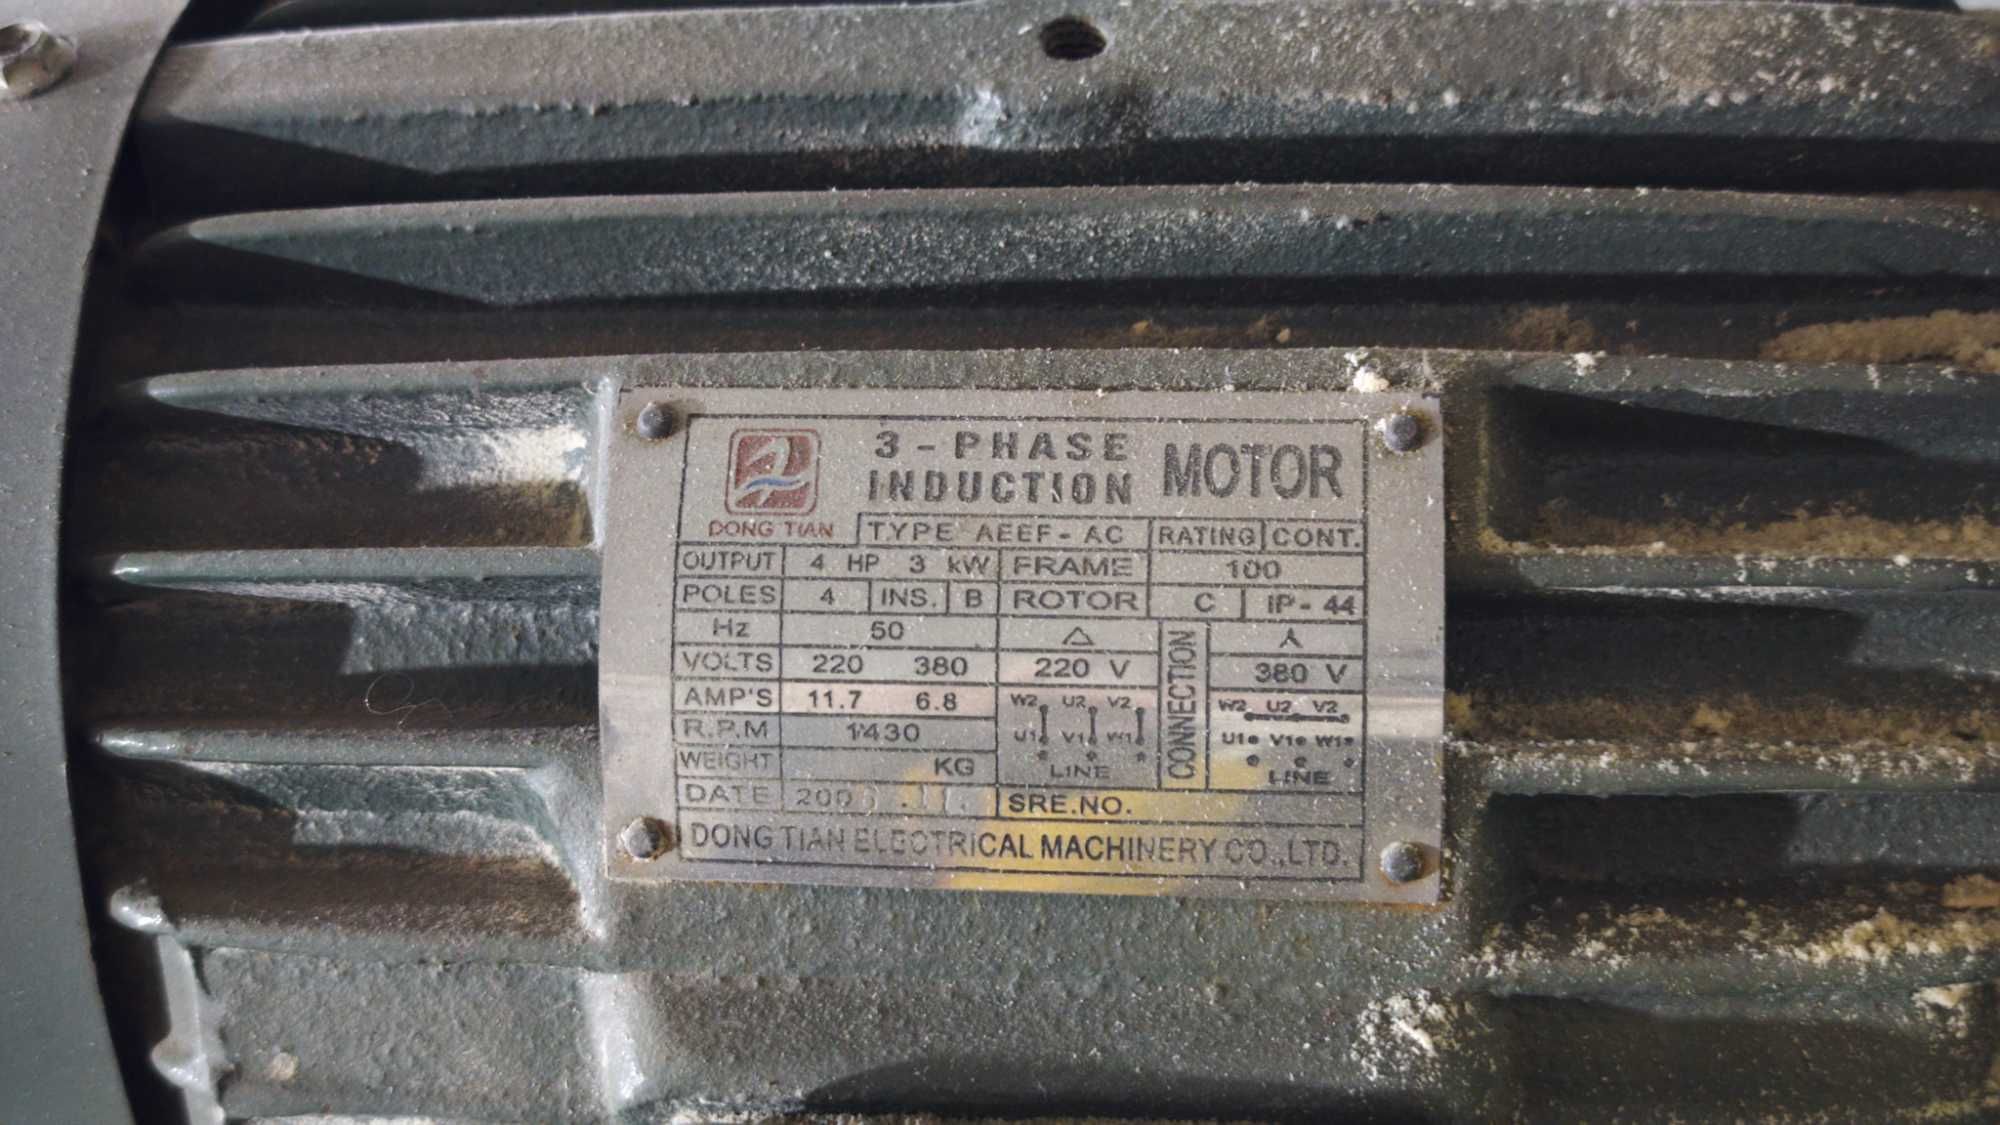 3 - PHASE INDUCTION MOTOR
DONG TIAN
TYPE AEEF - AC RATING CONT.
OUTPUT 4 HP 3 kW FRAME 100
POLES 4 INS. B ROTOR C IP - 44
Hz 50 △ 人
VOLTS 220 380 220 V CONNECTION 380 V
AMP'S 11.7 6.8 W2 U2 V2 W2 U2 V2
R.P.M 1430 U1 V1 W1 U1 V1 W1
WEIGHT KG LINE LINE
DATE SRE.NO.
DONG TIAN ELECTRICAL MACHINERY CO.,LTD.